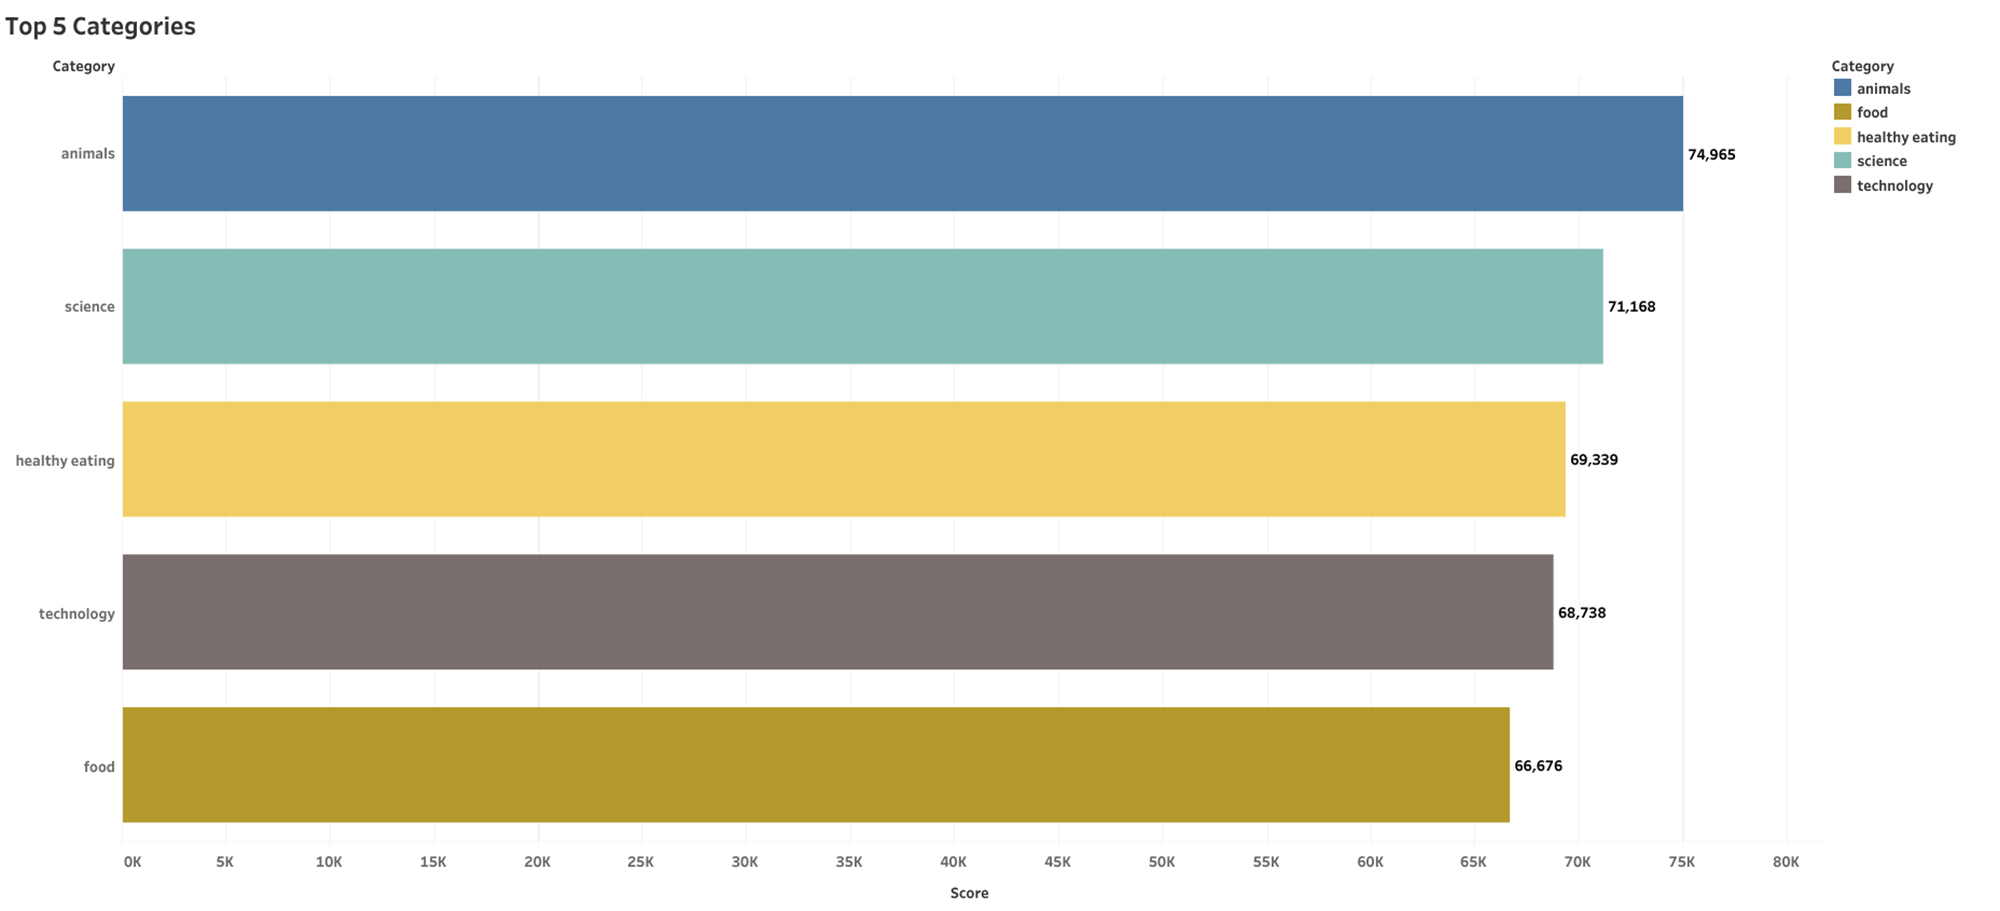 Top 5 Categories
Category
animals
74,965
science
71,168
healthy eating
69,339
technology
68,738
food
66,676
0K 5K 10K 15K 20K 25K 30K 35K 40K 45K 50K 55K 60K 65K 70K 75K 80K
Score
Category
animals
food
healthy eating
science
technology